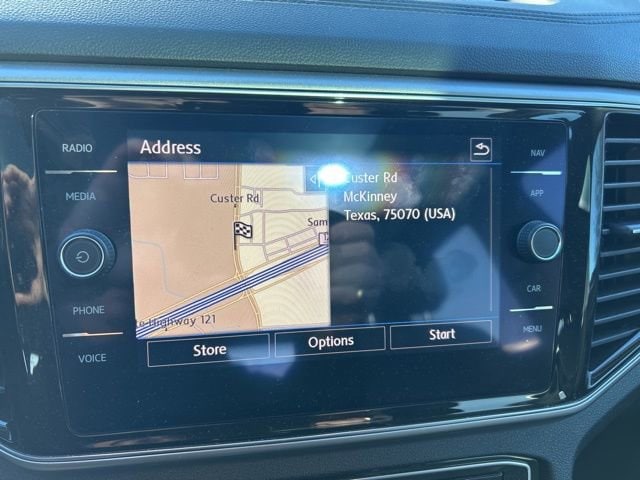 RADIO
MEDIA
PHONE
VOICE
Address
Custer Rd
Sam
Highway 121
Custer Rd
McKinney
Texas, 75070 (USA)
Store
Options
Start
NAV
APP
CAR
MENU